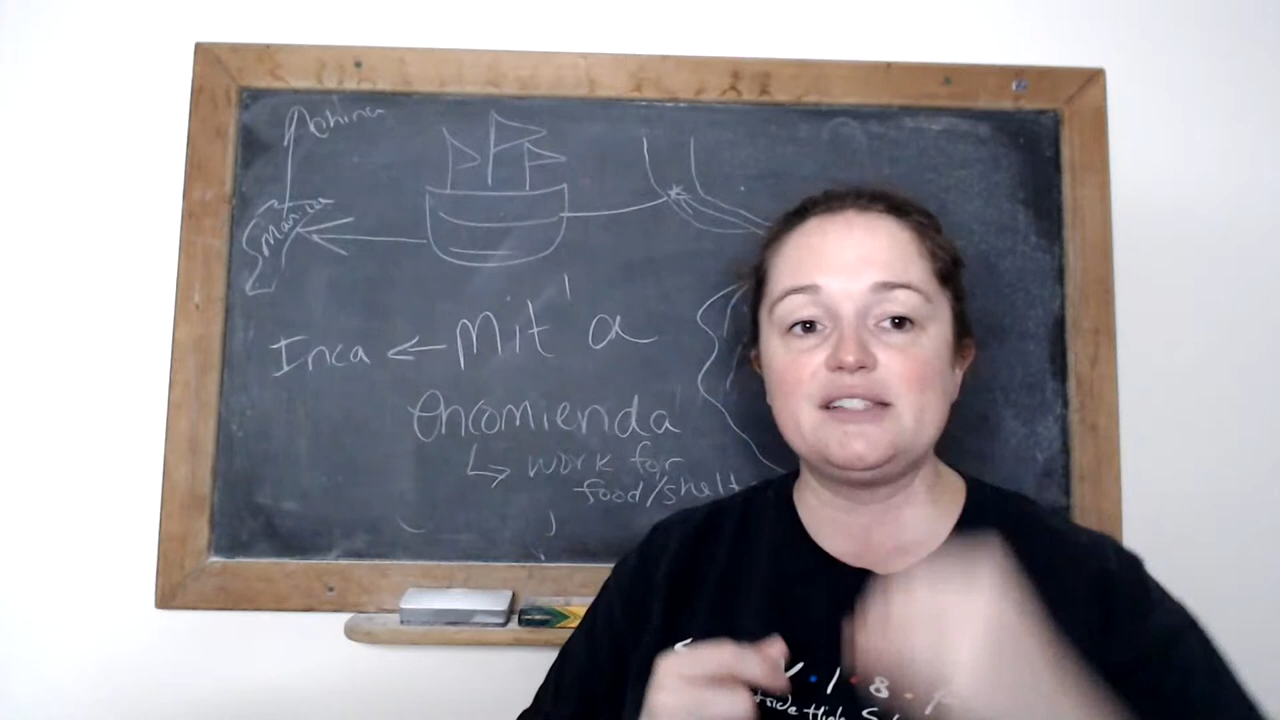 China
Manila
Mit'a
Inca
encomienda
work for
food/shelt